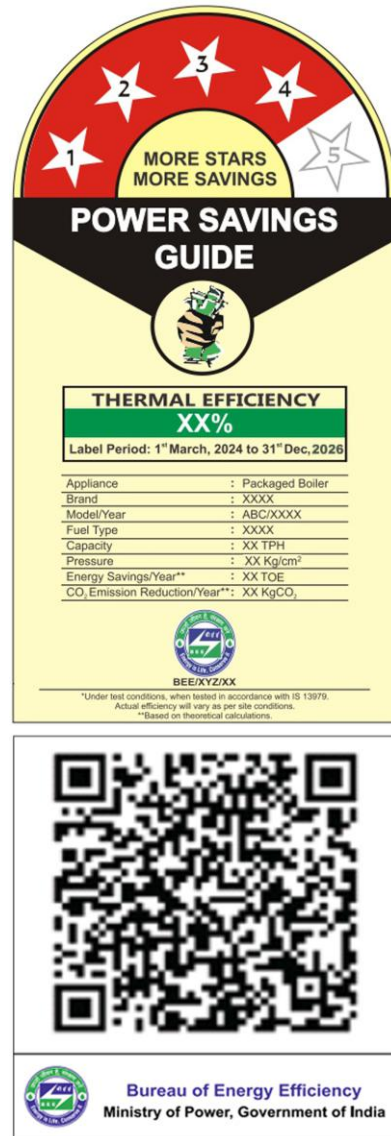 1 2 3 4 5
MORE STARS
MORE SAVINGS
POWER SAVINGS
GUIDE
THERMAL EFFICIENCY
XX%
Label Period: 1st March, 2024 to 31st Dec, 2026
Appliance : Packaged Boiler
Brand : XXXX
Model/Year : ABC/XXXX
Fuel Type : XXXX
Capacity : XX TPH
Pressure : XX Kg/cm²
Energy Savings/Year** : XX TOE
CO₂ Emission Reduction/Year** : XX KgCO₂
BEE/XYZ/XX
*Under test conditions, when tested in accordance with IS 13979.
Actual efficiency will vary as per site conditions.
**Based on theoretical calculations.
Bureau of Energy Efficiency
Ministry of Power, Government of India